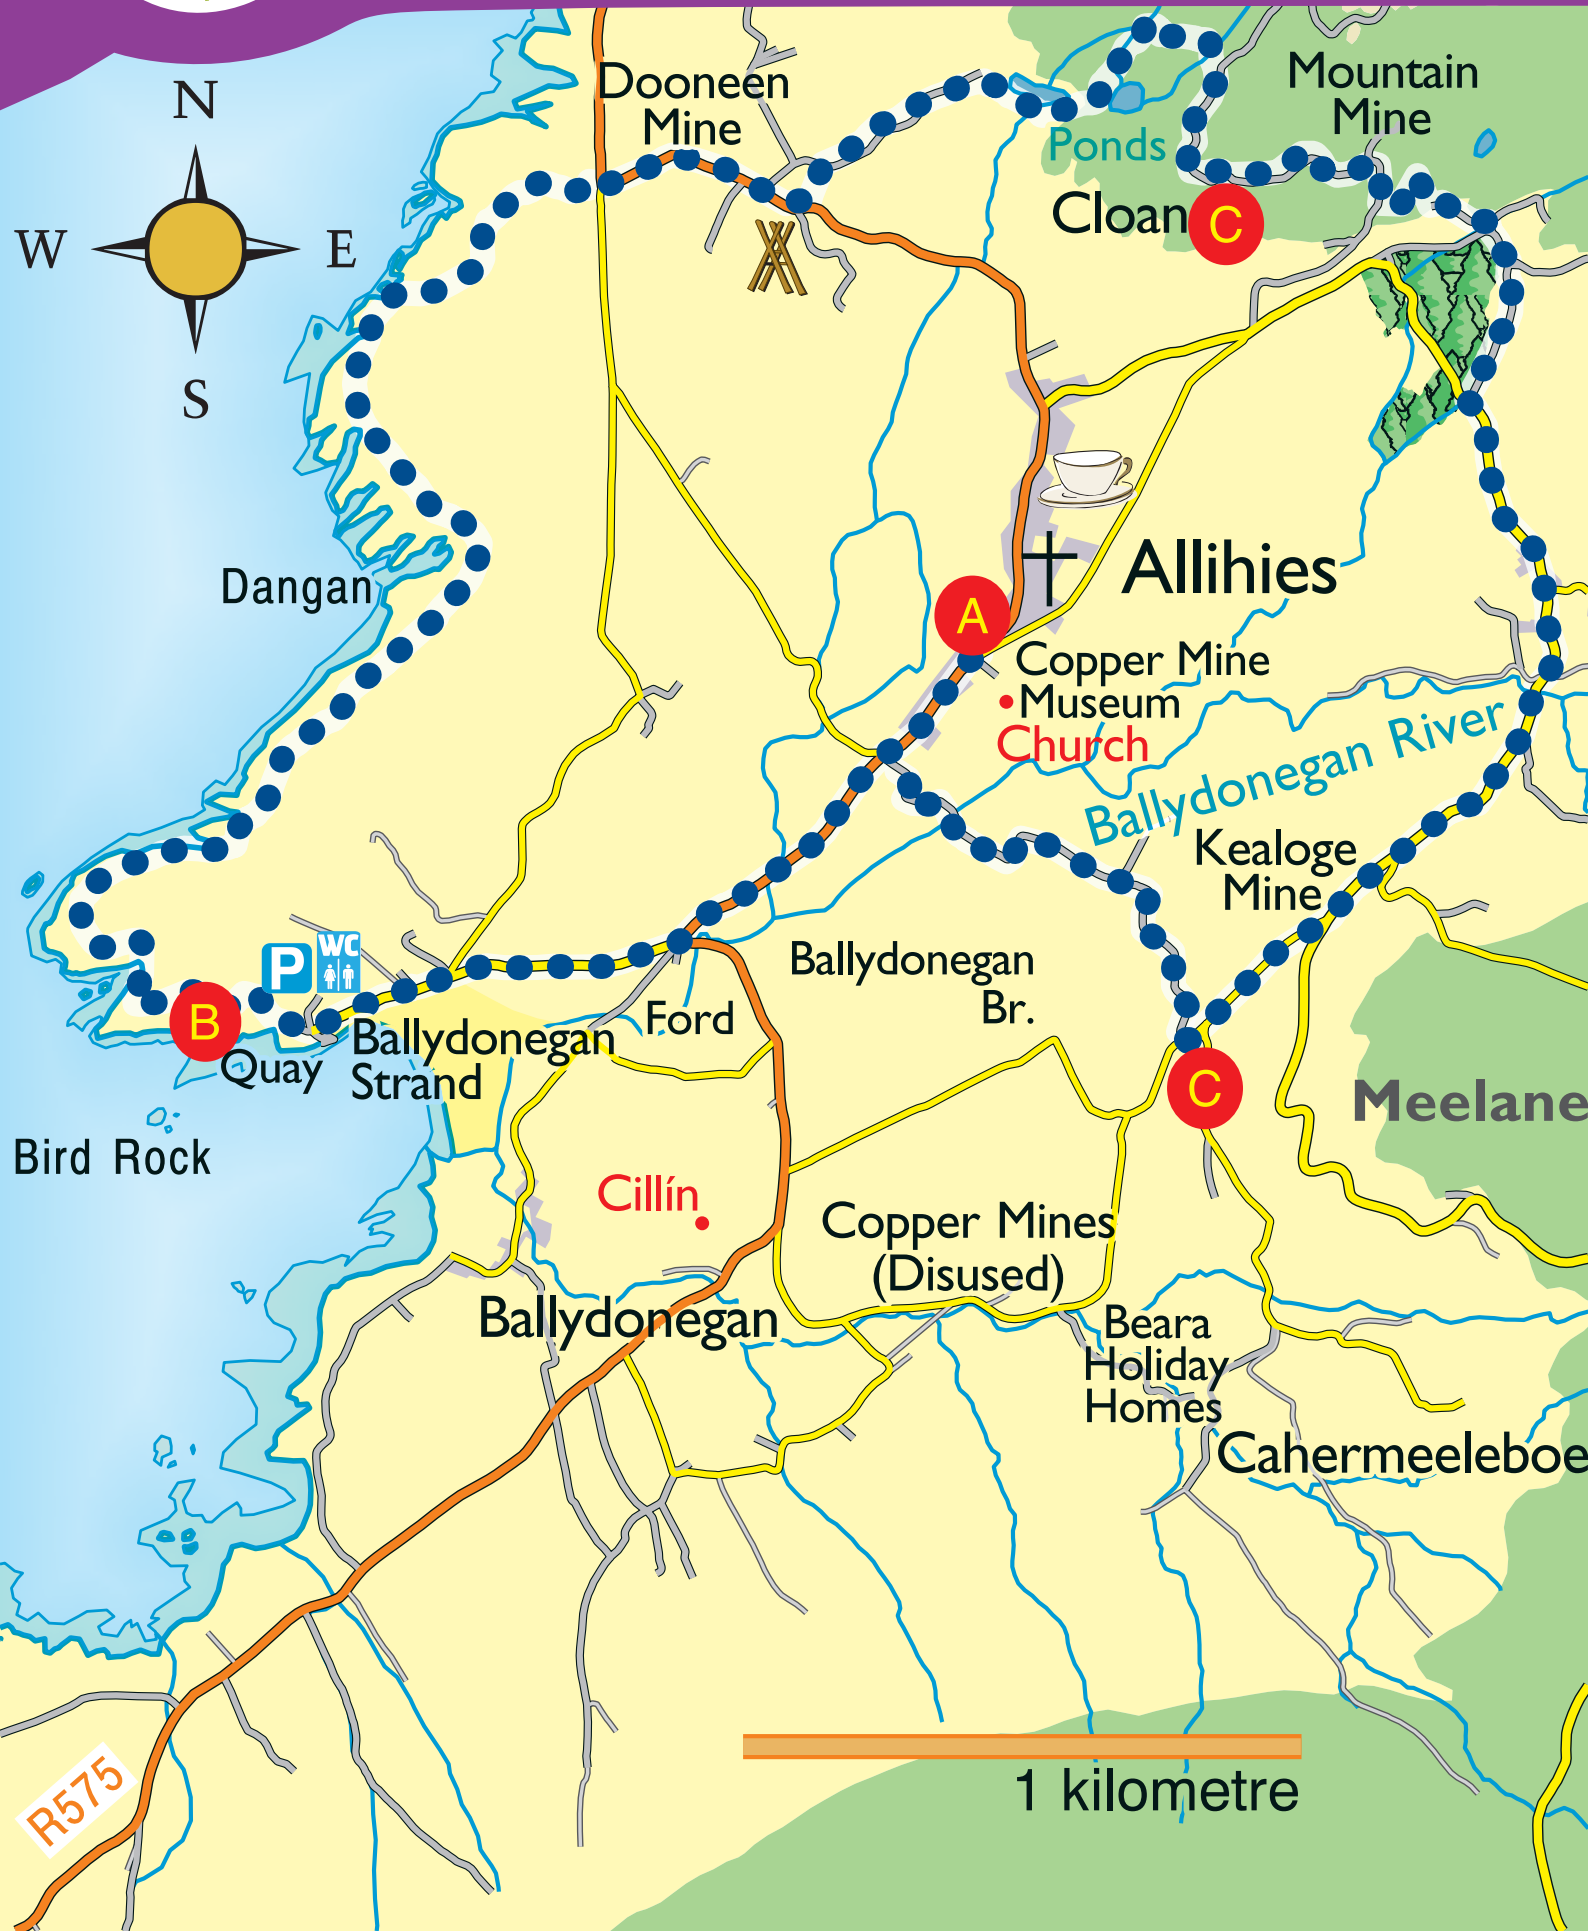 N
W
E
S
Dooneen
Mine
Mountain
Mine
Ponds
Cloan
C
Dangan
Allihies
A
Copper Mine
Museum
Church
Ballydonegan River
Kealoge
Mine
P
WC
B
Quay
Ballydonegan
Strand
Ford
Ballydonegan
Br.
C
Meelane
Bird Rock
Cillín
Copper Mines
(Disused)
Ballydonegan
Beara
Holiday
Homes
Cahermeeleboe
R575
1 kilometre